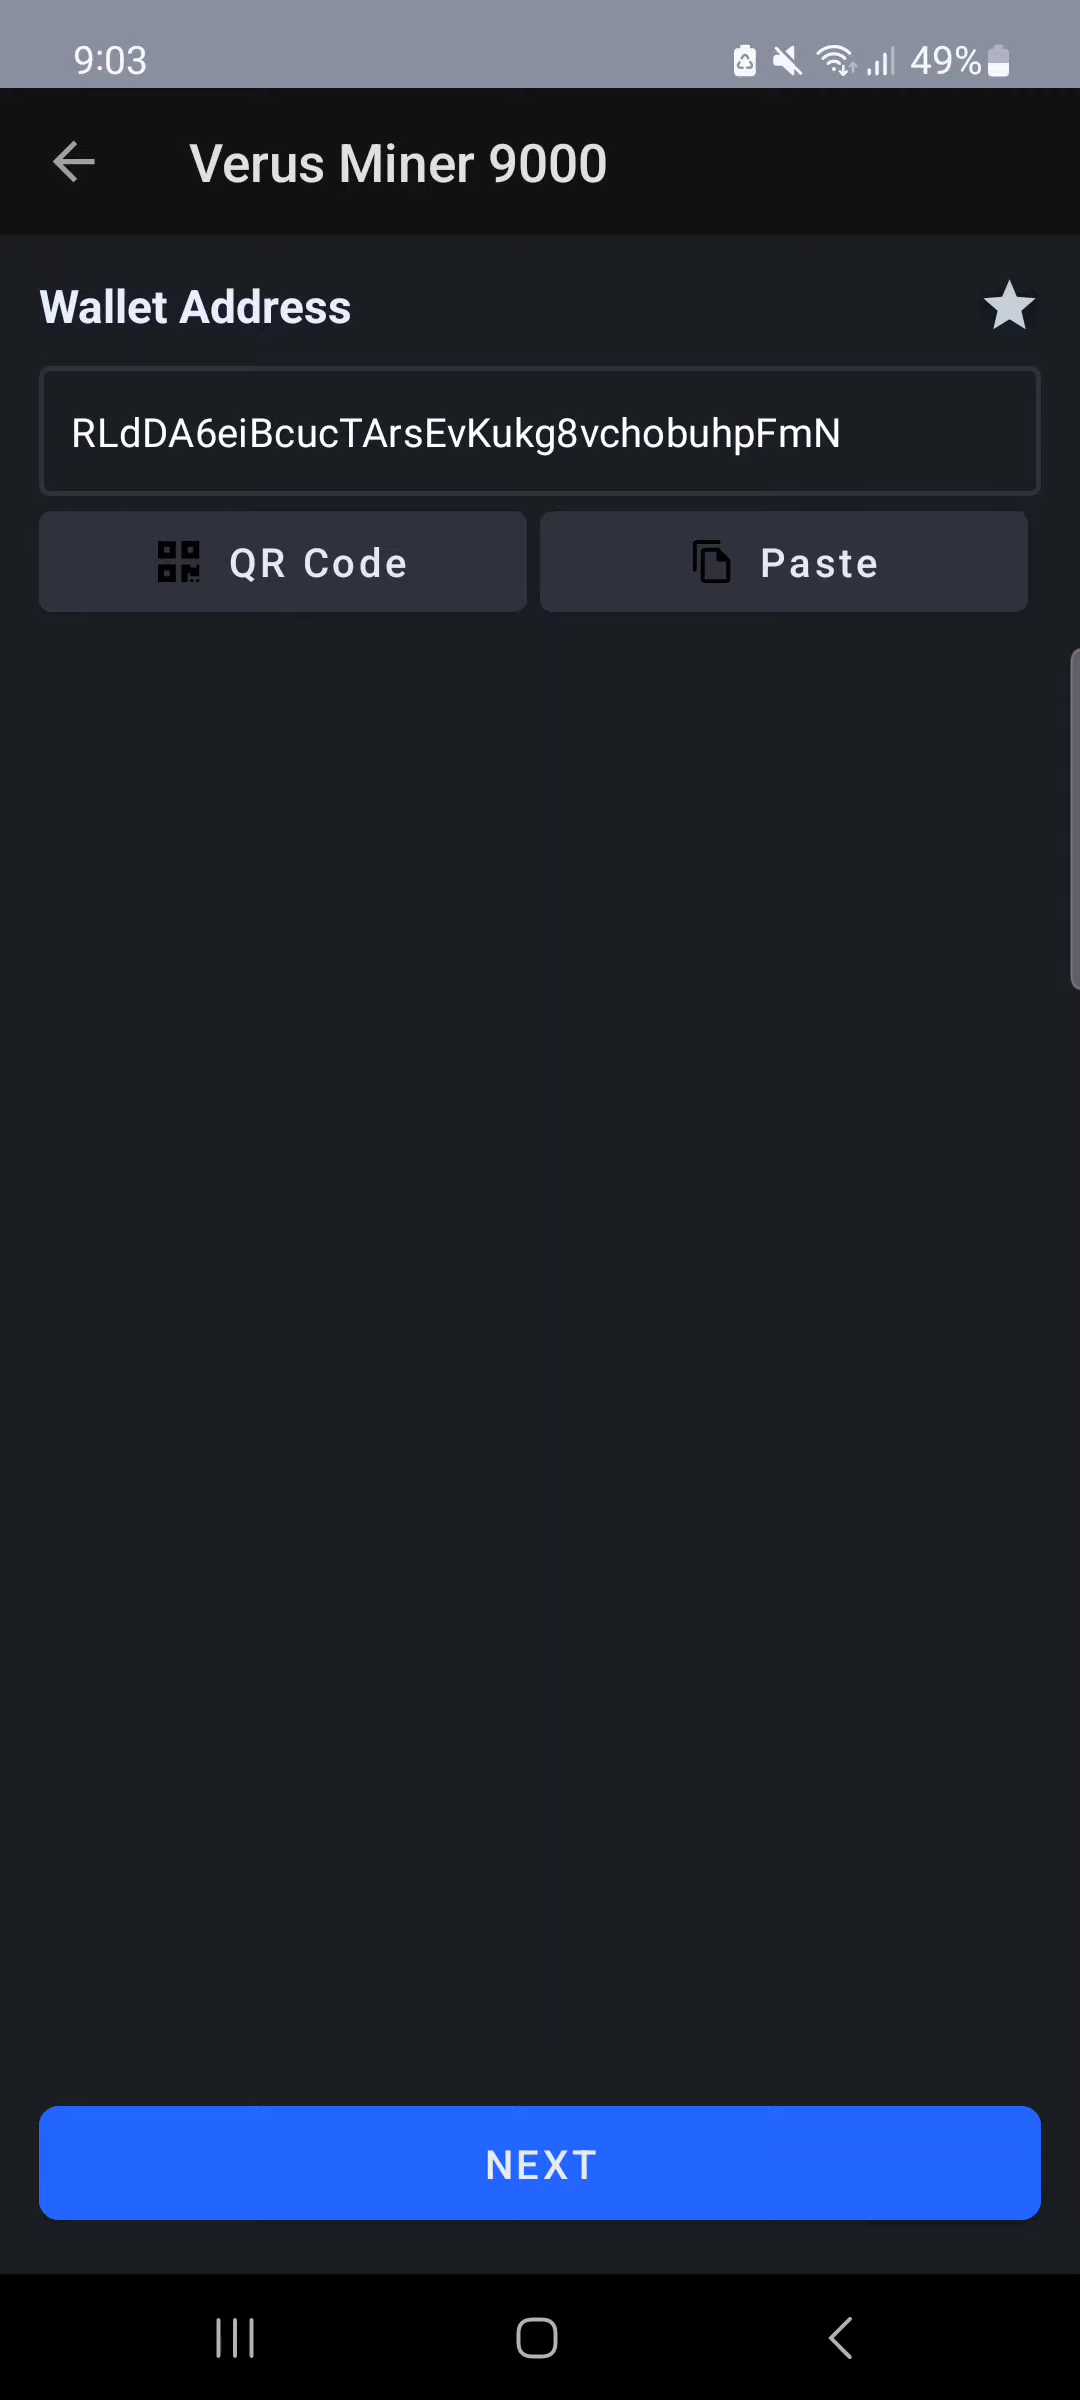 9:03
49%
Verus Miner 9000
Wallet Address
RLdDA6eiBcucTArsEvKukg8vchobuhpFmN
QR Code
Paste
NEXT